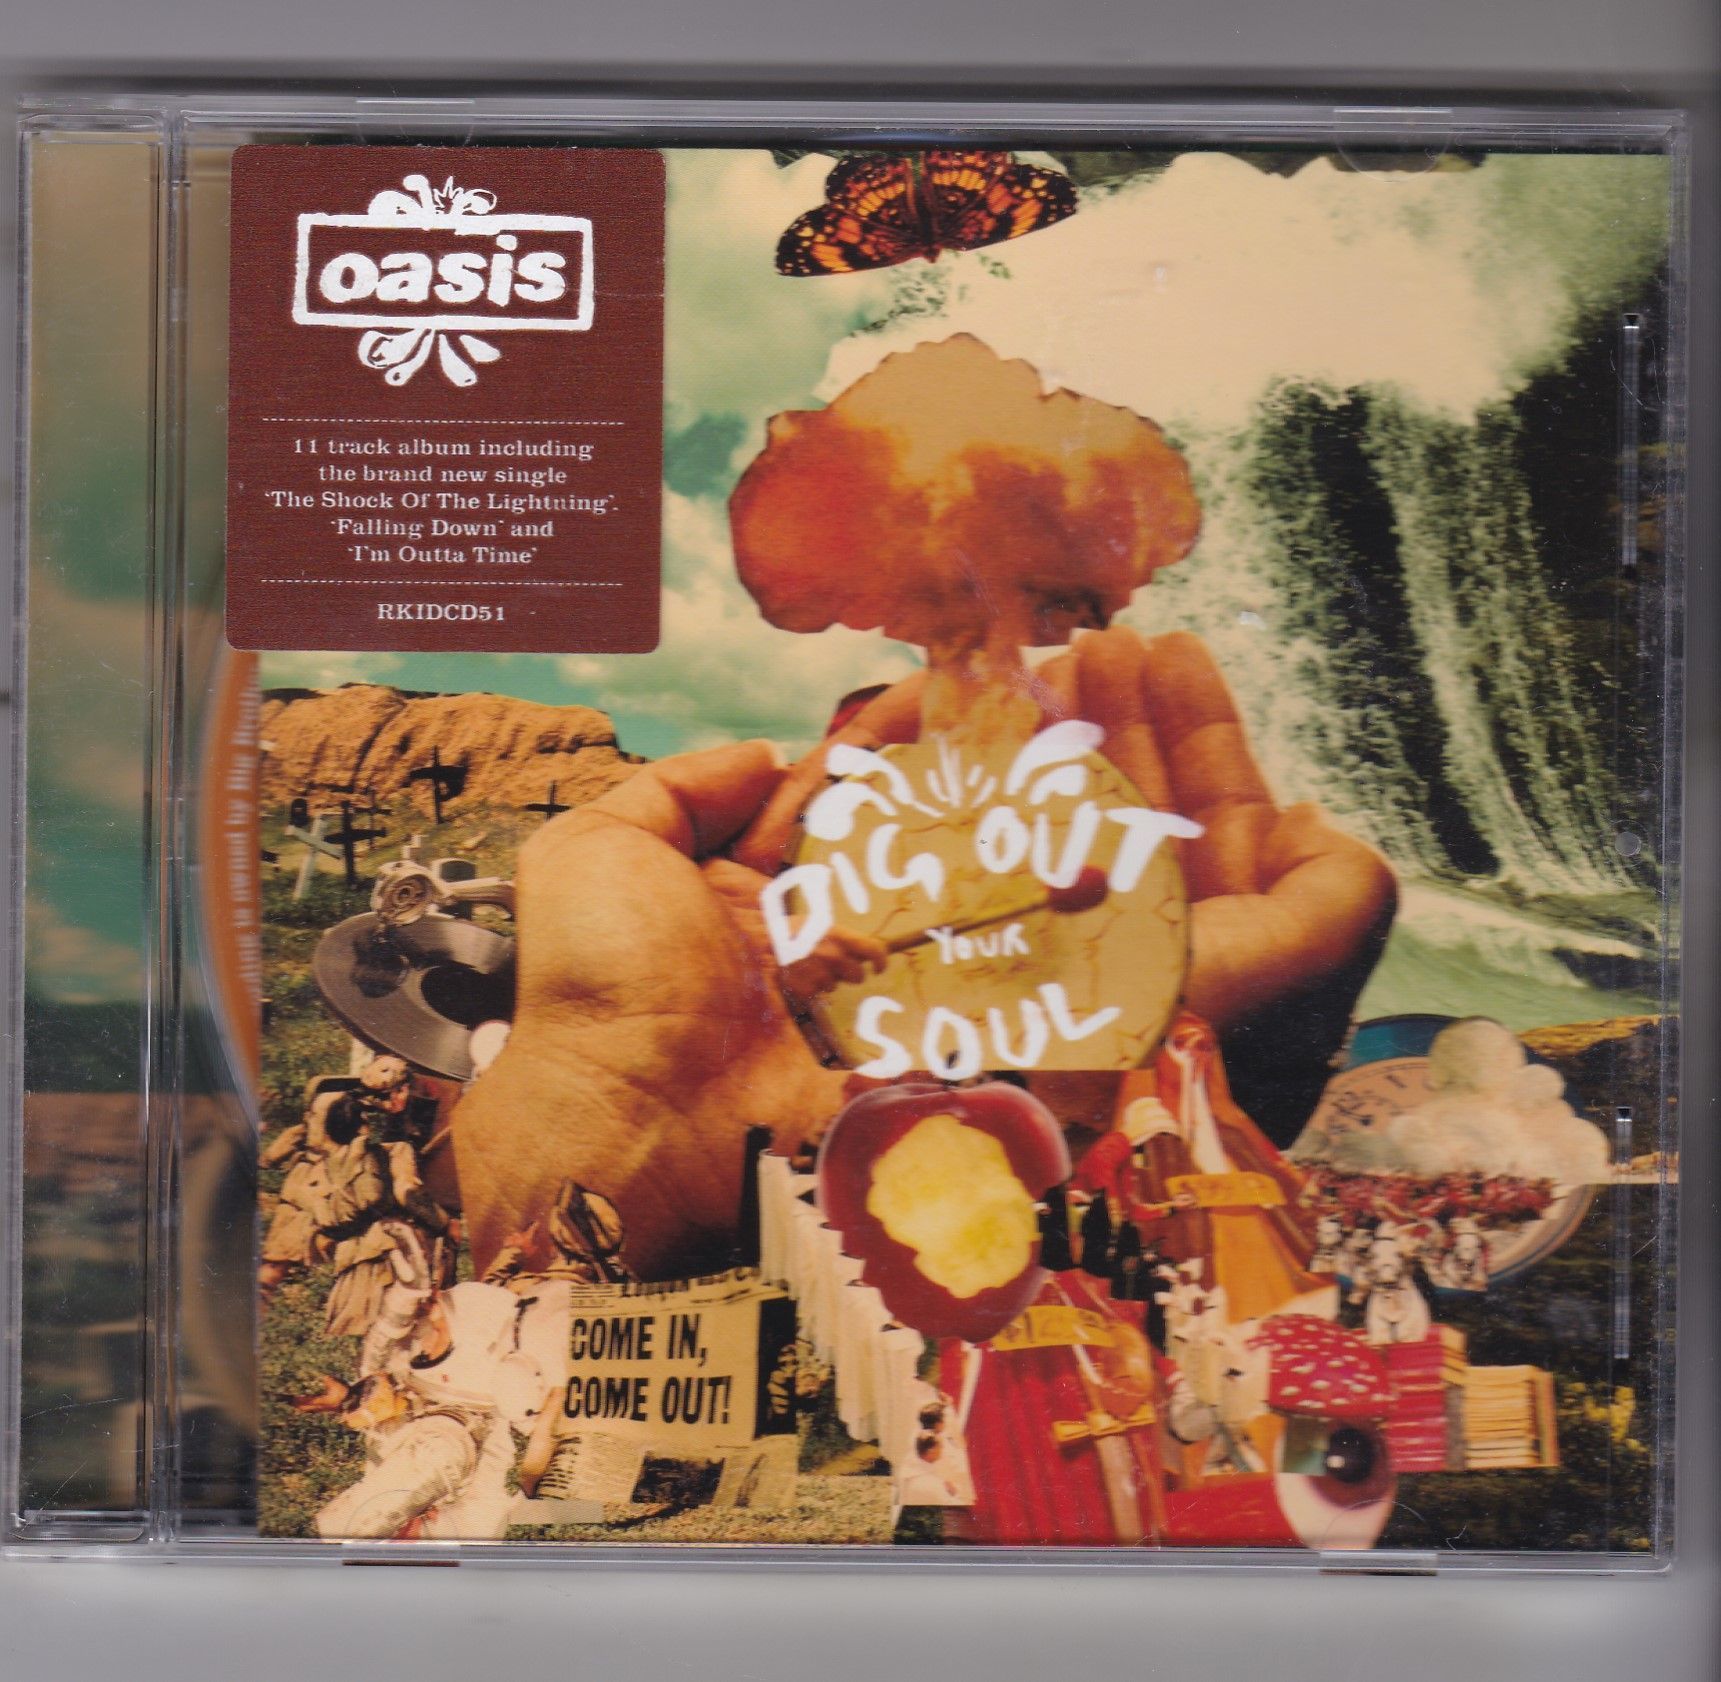 oasis
11 track album including
the brand new single
'The Shock Of The Lightning'.
'Falling Down' and
'I'm Outta Time'
RKIDCD51
DIG OUT
YOUR
SOUL
COME IN,
COME OUT!